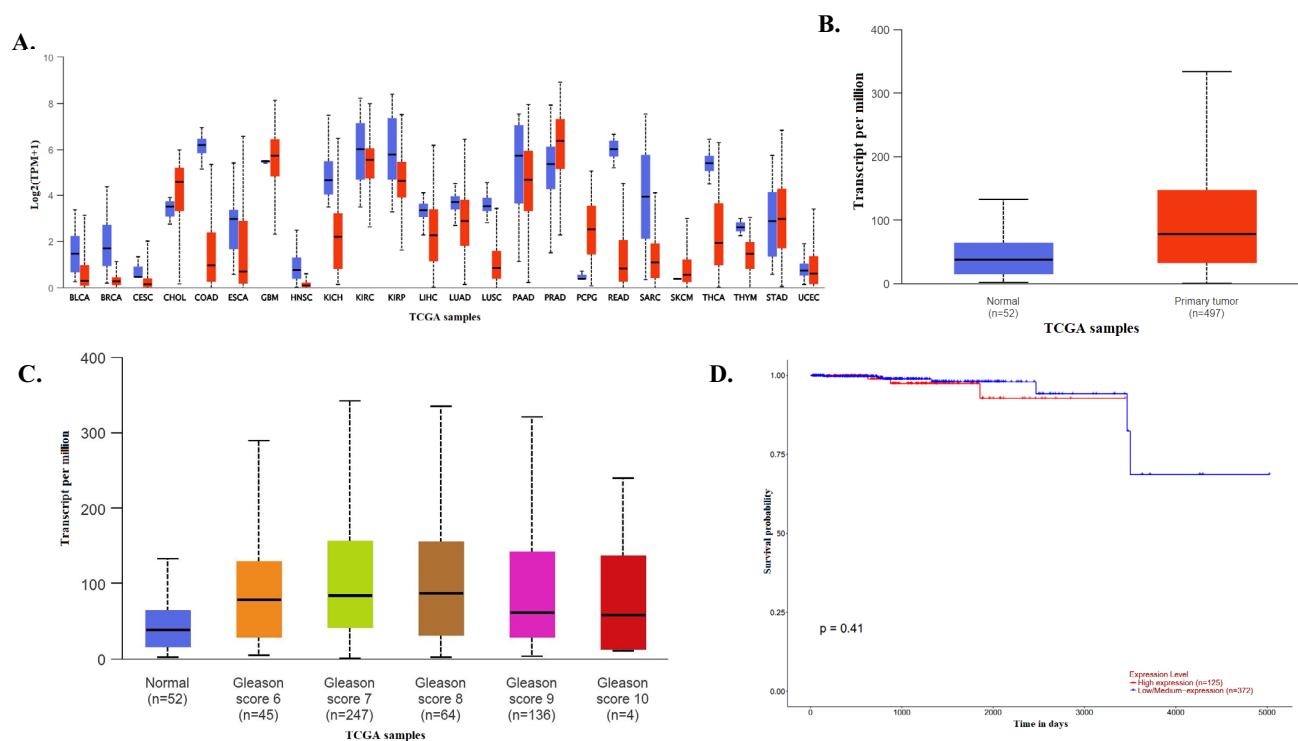 A.
10
8
6
4
2
0
Log2(TPM+1)
BLCA BRCA CESC CHOL COAD ESCA GBM HNSC KICH KIRC KIRP LIHC LUAD LUSC PAAD PRAD PCPG READ SARC SKCM THCA THYM STAD UCEC
TCGA samples
B.
400
300
200
100
0
Transcript per million
Normal Primary tumor
(n=52) (n=497)
TCGA samples
C.
400
300
200
100
0
Transcript per million
Normal Gleason Gleason Gleason Gleason Gleason
(n=52) score 6 score 7 score 8 score 9 score 10
(n=45) (n=247) (n=64) (n=136) (n=4)
TCGA samples
D.
1.00
0.75
0.50
0.25
0.00
Survival probability
p = 0.41
Expression Level
High expression (n=125)
Low/Medium-expression (n=372)
0 1000 2000 3000 4000 5000
Time in days